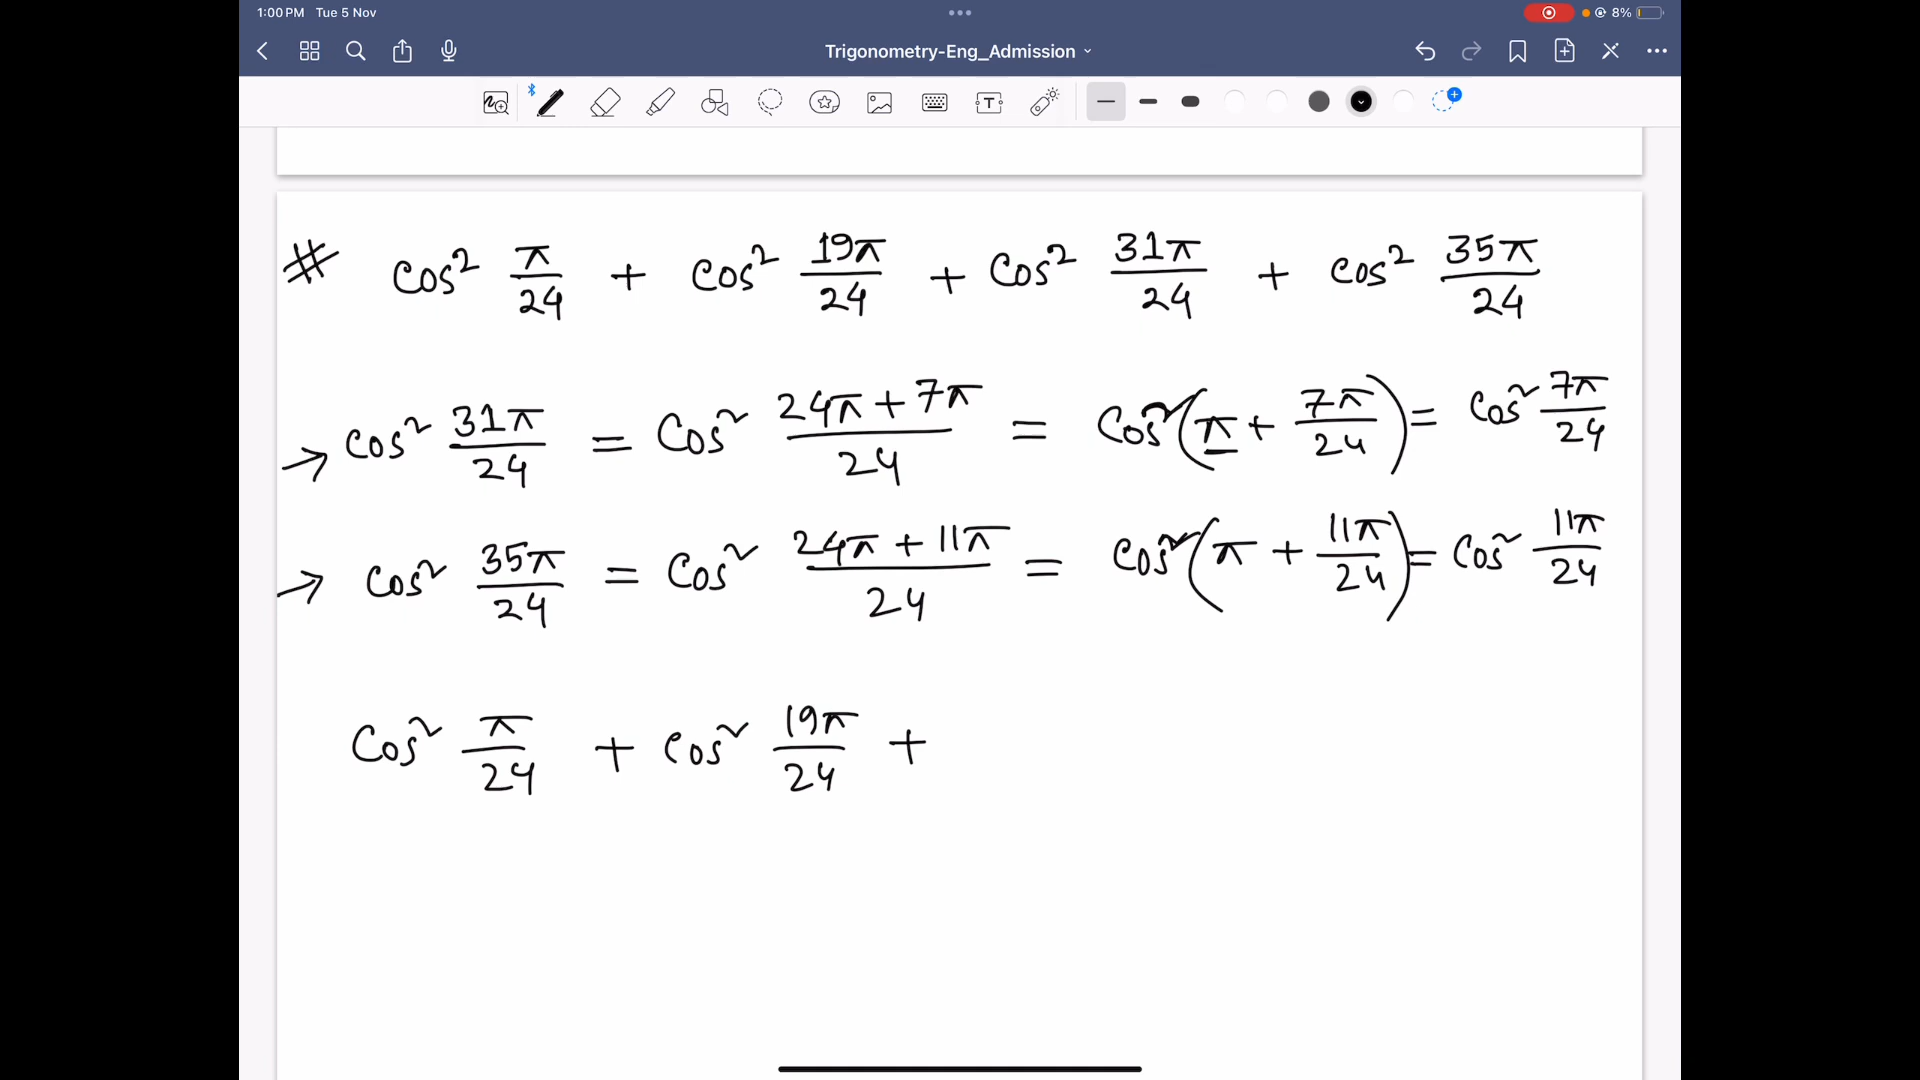 1:00 PM Tue 5 Nov
8%
Trigonometry-Eng_Admission
# cos² π/24 + cos² 19π/24 + cos² 31π/24 + cos² 35π/24
→ cos² 31π/24 = cos² (24π + 7π)/24 = cos² (π + 7π/24) = cos² 7π/24
→ cos² 35π/24 = cos² (24π + 11π)/24 = cos² (π + 11π/24) = cos² 11π/24
cos² π/24 + cos² 19π/24 +